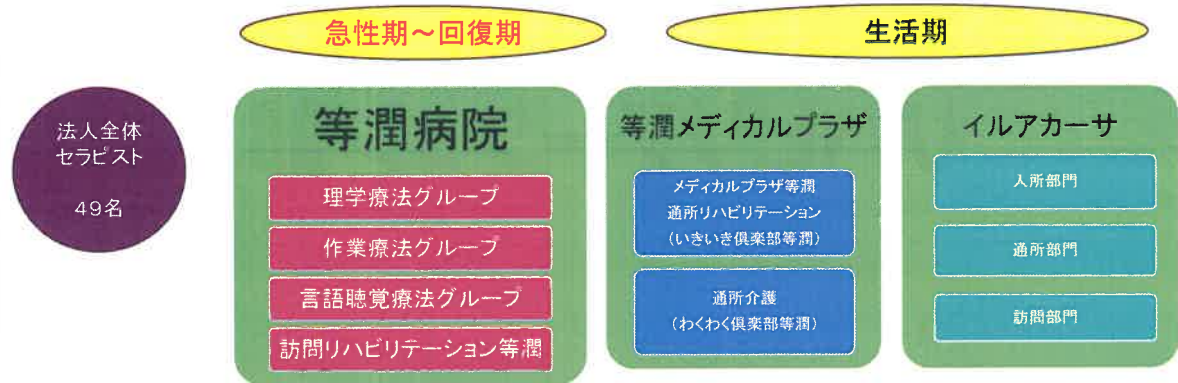 急性期～回復期
生活期
法人全体
セラピスト
49名
等潤病院
理学療法グループ
作業療法グループ
言語聴覚療法グループ
訪問リハビリテーション等潤
等潤メディカルプラザ
メディカルプラザ等潤
通所リハビリテーション
(いきいき倶楽部等潤)
通所介護
(わくわく倶楽部等潤)
イルアカーサ
入所部門
通所部門
訪問部門